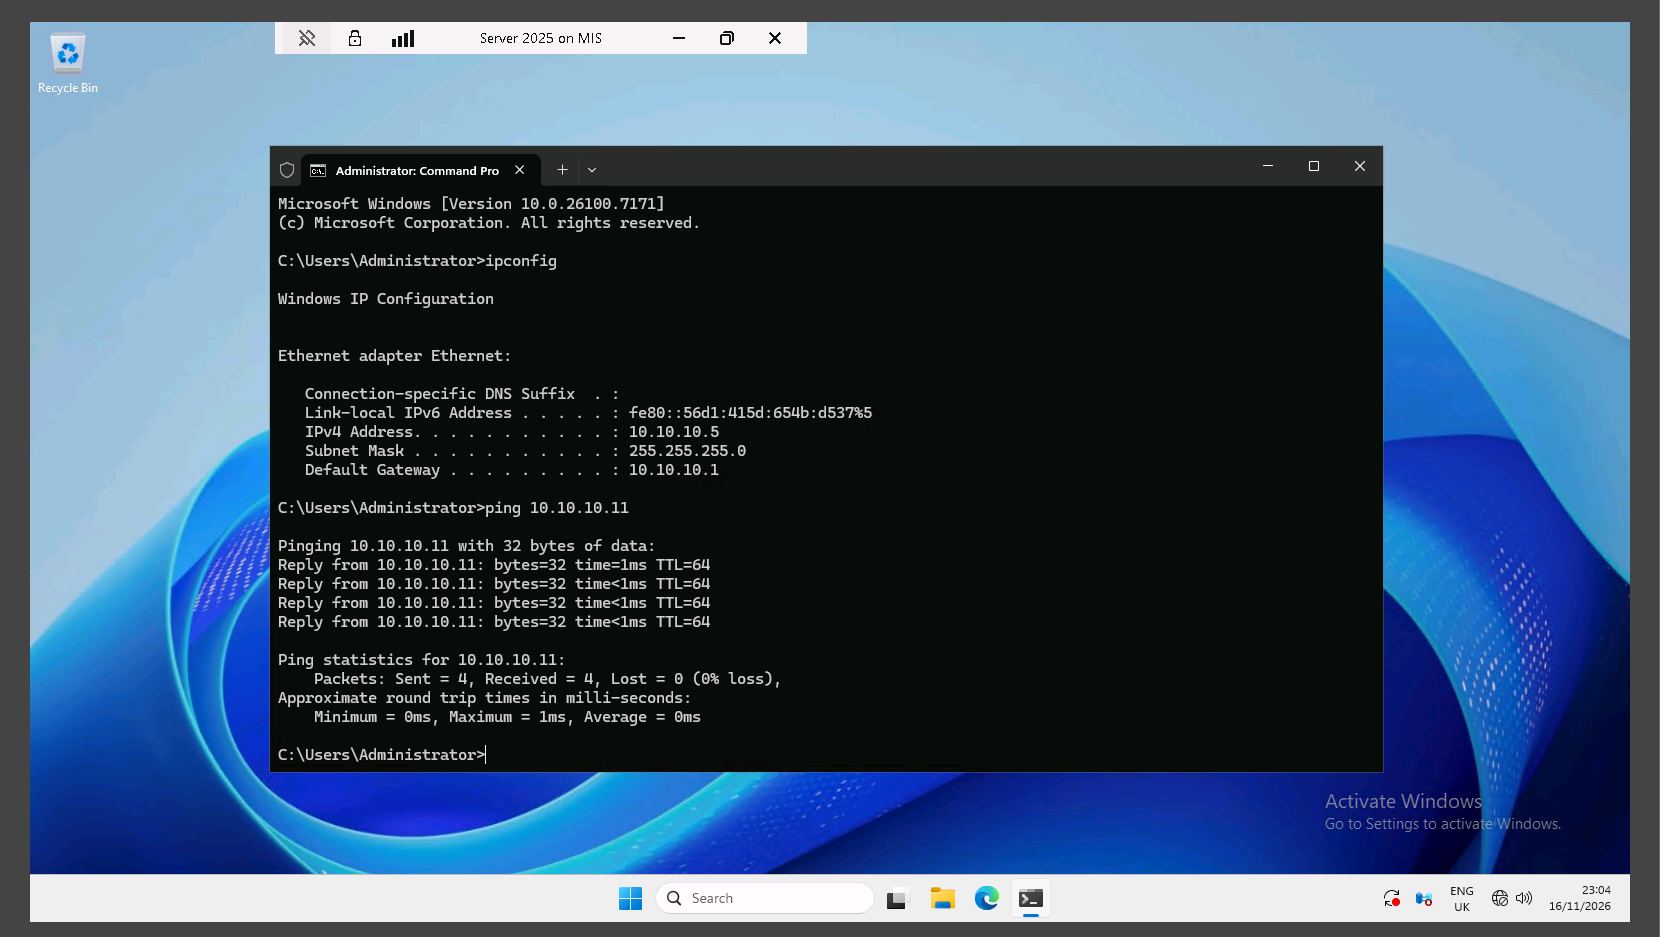 Server 2025 on MIS
Recycle Bin
Administrator: Command Pro
Microsoft Windows [Version 10.0.26100.7171]
(c) Microsoft Corporation. All rights reserved.
C:\Users\Administrator>ipconfig
Windows IP Configuration
Ethernet adapter Ethernet:
Connection-specific DNS Suffix  . :
Link-local IPv6 Address . . . . . : fe80::56d1:415d:654b:d537%5
IPv4 Address. . . . . . . . . . . : 10.10.10.5
Subnet Mask . . . . . . . . . . . : 255.255.255.0
Default Gateway . . . . . . . . . : 10.10.10.1
C:\Users\Administrator>ping 10.10.10.11
Pinging 10.10.10.11 with 32 bytes of data:
Reply from 10.10.10.11: bytes=32 time=1ms TTL=64
Reply from 10.10.10.11: bytes=32 time<1ms TTL=64
Reply from 10.10.10.11: bytes=32 time<1ms TTL=64
Reply from 10.10.10.11: bytes=32 time<1ms TTL=64
Ping statistics for 10.10.10.11:
Packets: Sent = 4, Received = 4, Lost = 0 (0% loss),
Approximate round trip times in milli-seconds:
Minimum = 0ms, Maximum = 1ms, Average = 0ms
C:\Users\Administrator>
Activate Windows
Go to Settings to activate Windows.
Search
ENG
UK
23:04
16/11/2026